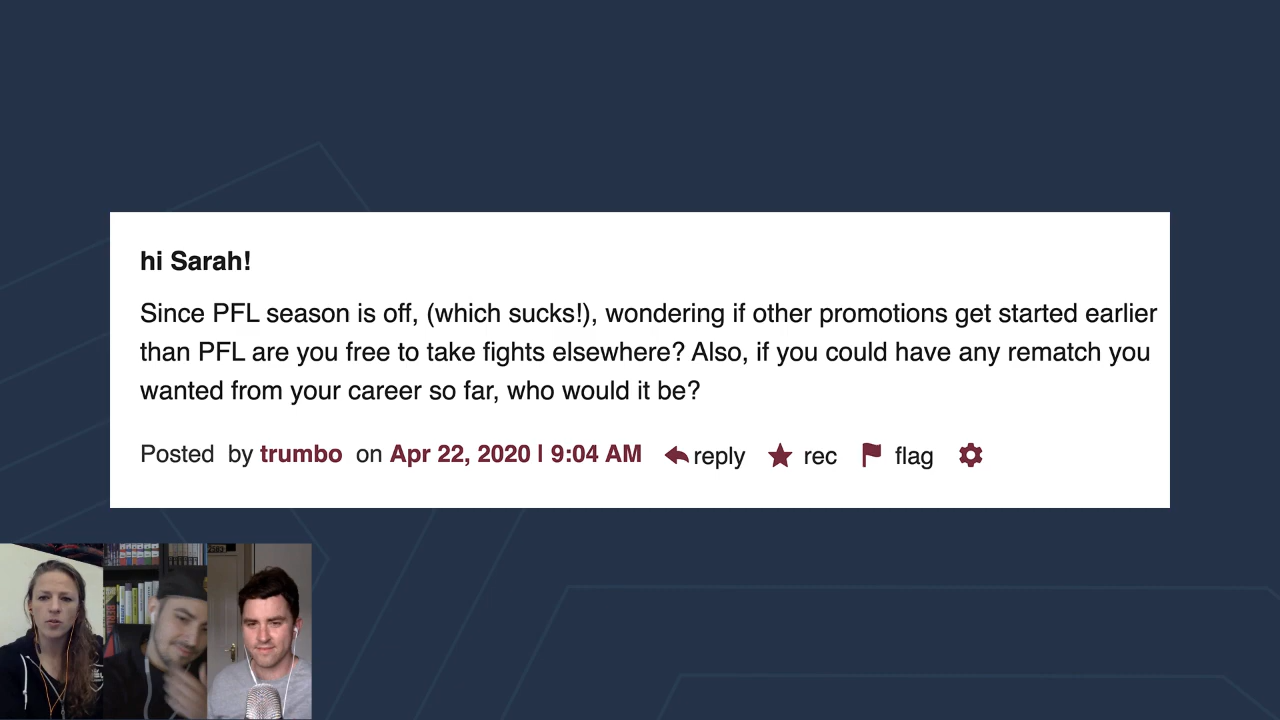 hi Sarah!
Since PFL season is off, (which sucks!), wondering if other promotions get started earlier
than PFL are you free to take fights elsewhere? Also, if you could have any rematch you
wanted from your career so far, who would it be?
Posted by trumbo on Apr 22, 2020 | 9:04 AM reply rec flag